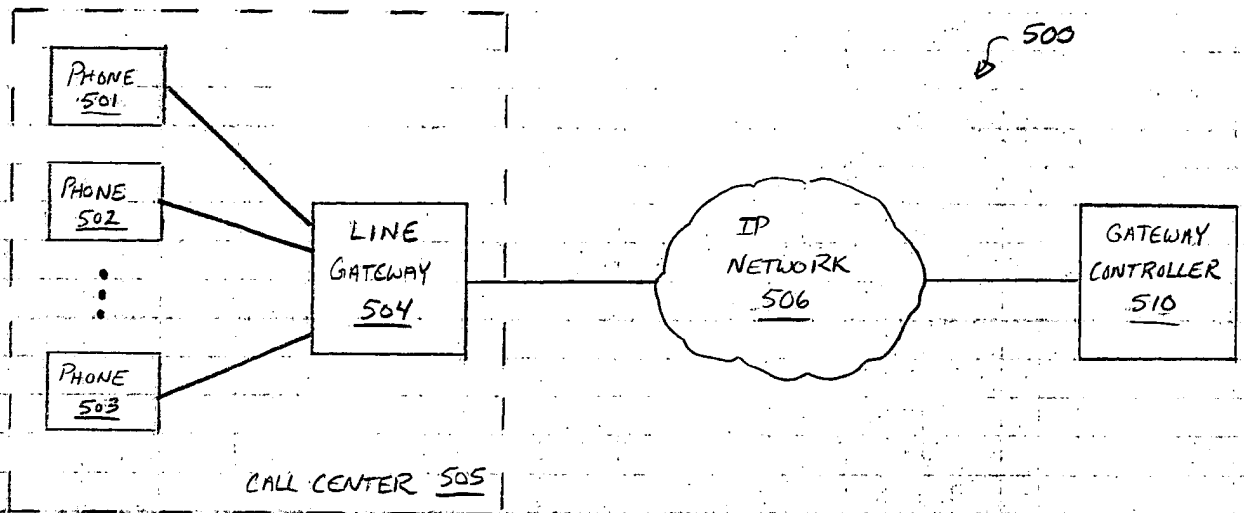 500
PHONE
501
PHONE
502
PHONE
503
LINE
GATEWAY
504
CALL CENTER 505
IP
NETWORK
506
GATEWAY
CONTROLLER
510